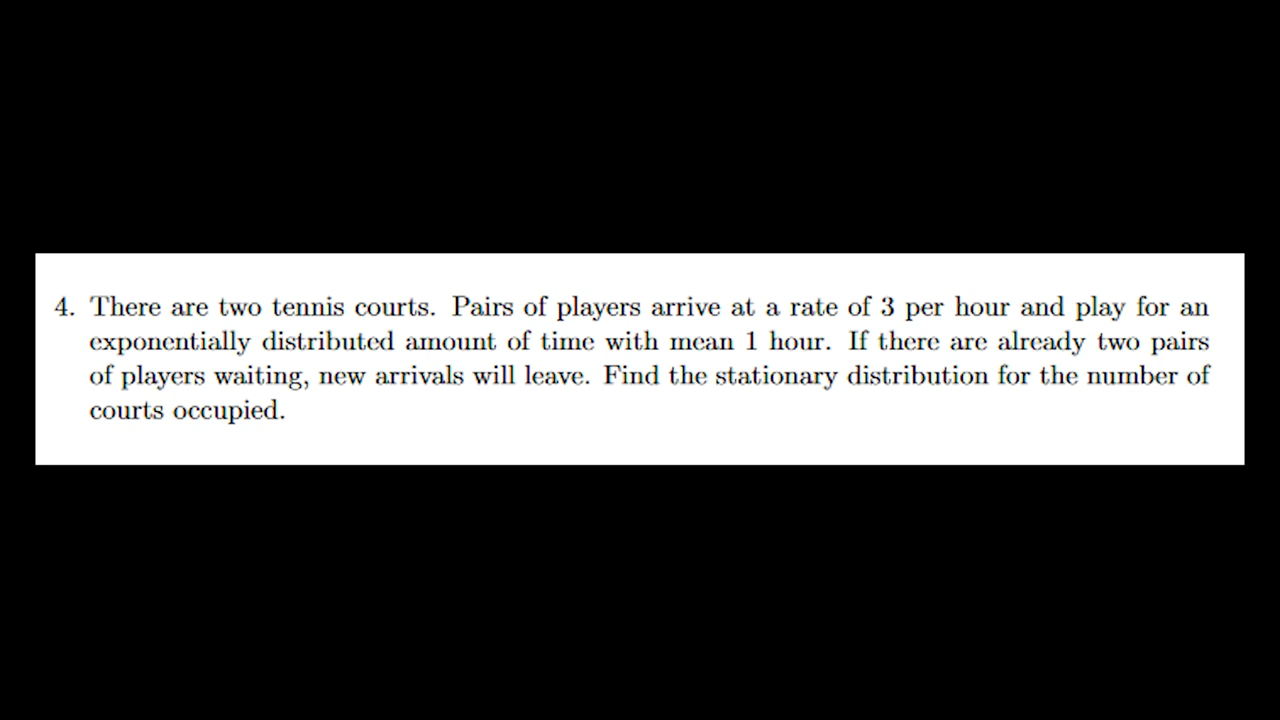 4. There are two tennis courts. Pairs of players arrive at a rate of 3 per hour and play for an
exponentially distributed amount of time with mean 1 hour. If there are already two pairs
of players waiting, new arrivals will leave. Find the stationary distribution for the number of
courts occupied.